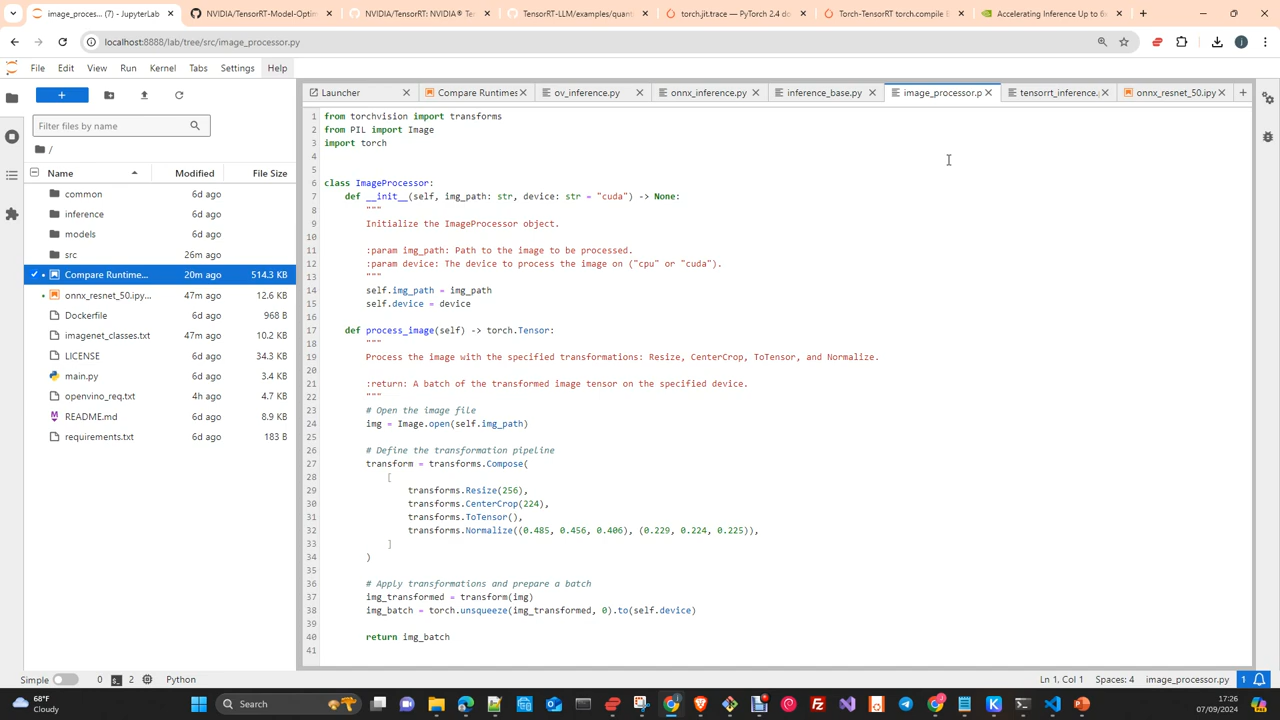 image_proces... (7) - JupyterLab
NVIDIA/TensorRT-Model-Optim
NVIDIA/TensorRT: NVIDIA® T
TensorRT-LLM/examples/quan
torch.jit.trace — PyTorch 2.4 do
Torch-TensorRT torch.compile B
Accelerating Inference Up to 6x
localhost:8888/lab/tree/src/image_processor.py
File Edit View Run Kernel Tabs Settings Help
Launcher
Compare Runtimes
ov_inference.py
onnx_inference.py
inference_base.py
image_processor.p
tensorrt_inference.
onnx_resnet_50.ipy
Filter files by name
/
Name Modified File Size
common 6d ago
inference 6d ago
models 6d ago
src 26m ago
Compare Runtime... 20m ago 514.3 KB
onnx_resnet_50.ipy... 47m ago 12.6 KB
Dockerfile 6d ago 968 B
imagenet_classes.txt 47m ago 10.2 KB
LICENSE 6d ago 34.3 KB
main.py 6d ago 3.4 KB
openvino_req.txt 4h ago 4.7 KB
README.md 6d ago 8.9 KB
requirements.txt 6d ago 183 B
1 from torchvision import transforms
2 from PIL import Image
3 import torch
4
5
6 class ImageProcessor:
7 def __init__(self, img_path: str, device: str = "cuda") -> None:
8 """
9 Initialize the ImageProcessor object.
10
11 :param img_path: Path to the image to be processed.
12 :param device: The device to process the image on ("cpu" or "cuda").
13 """
14 self.img_path = img_path
15 self.device = device
16
17 def process_image(self) -> torch.Tensor:
18 """
19 Process the image with the specified transformations: Resize, CenterCrop, ToTensor, and Normalize.
20
21 :return: A batch of the transformed image tensor on the specified device.
22 """
23 # Open the image file
24 img = Image.open(self.img_path)
25
26 # Define the transformation pipeline
27 transform = transforms.Compose(
28 [
29 transforms.Resize(256),
30 transforms.CenterCrop(224),
31 transforms.ToTensor(),
32 transforms.Normalize((0.485, 0.456, 0.406), (0.229, 0.224, 0.225)),
33 ]
34 )
35
36 # Apply transformations and prepare a batch
37 img_transformed = transform(img)
38 img_batch = torch.unsqueeze(img_transformed, 0).to(self.device)
39
40 return img_batch
41
Simple 0 2 Python
Ln 1, Col 1 Spaces: 4 image_processor.py 1
68°F
Cloudy
Search
17:26
07/09/2024